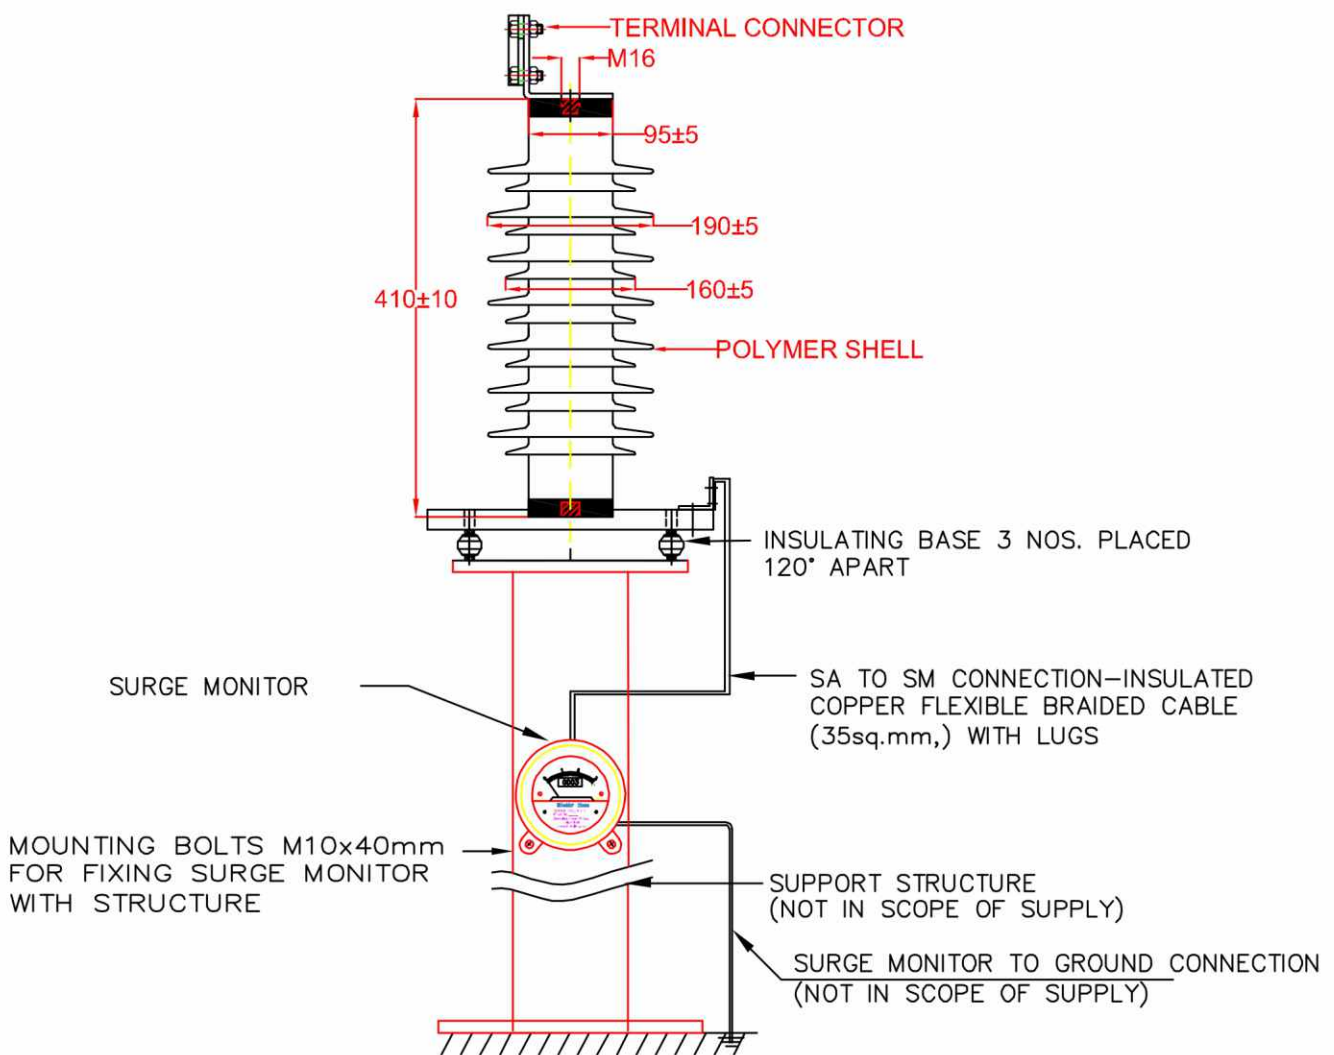 TERMINAL CONNECTOR
M16
95±5
190±5
160±5
410±10
POLYMER SHELL
INSULATING BASE 3 NOS. PLACED
120° APART
SA TO SM CONNECTION-INSULATED
COPPER FLEXIBLE BRAIDED CABLE
(35sq.mm,) WITH LUGS
SURGE MONITOR
MOUNTING BOLTS M10x40mm
FOR FIXING SURGE MONITOR
WITH STRUCTURE
SUPPORT STRUCTURE
(NOT IN SCOPE OF SUPPLY)
SURGE MONITOR TO GROUND CONNECTION
(NOT IN SCOPE OF SUPPLY)